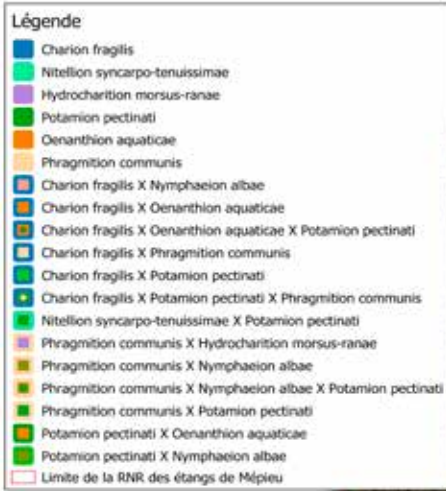 Légende
Charion fragilis
Nitellion syncarpo-tenuissimae
Hydrocharition morsus-ranae
Potamion pectinati
Oenanthion aquaticae
Phragmition communis
Charion fragilis X Nymphaeion albae
Charion fragilis X Oenanthion aquaticae
Charion fragilis X Oenanthion aquaticae X Potamion pectinati
Charion fragilis X Phragmition communis
Charion fragilis X Potamion pectinati
Charion fragilis X Potamion pectinati X Phragmition communis
Nitellion syncarpo-tenuissimae X Potamion pectinati
Phragmition communis X Hydrocharition morsus-ranae
Phragmition communis X Nymphaeion albae
Phragmition communis X Nymphaeion albae X Potamion pectinati
Phragmition communis X Potamion pectinati
Potamion pectinati X Oenanthion aquaticae
Potamion pectinati X Nymphaeion albae
Limite de la RNR des étangs de Mépieu